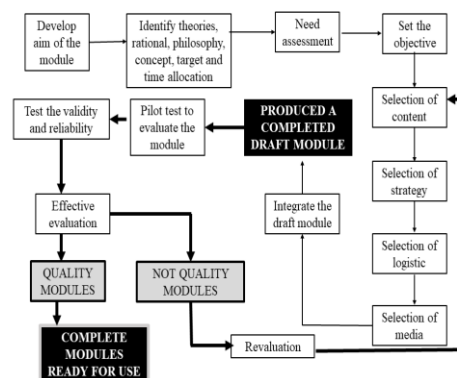 Develop
aim of the
module
Identify theories,
rational, philosophy,
concept, target and
time allocation
Need
assessment
Set the
objective
Test the validity
and reliability
Pilot test to
evaluate the
module
PRODUCED A
COMPLETED
DRAFT MODULE
Selection of
content
Selection of
strategy
Effective
evaluation
Integrate the
draft module
Selection of
logistic
QUALITY
MODULES
NOT QUALITY
MODULES
Selection of
media
COMPLETE
MODULES
READY FOR USE
Revaluation